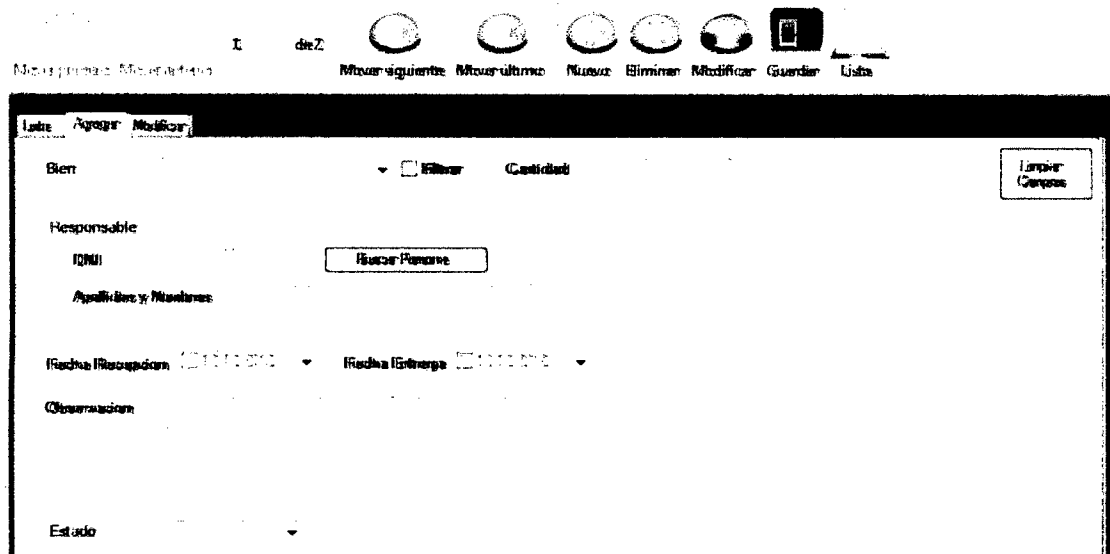 1 de 2
Mover primero Mover anterior Mover siguiente Mover último Nuevo Eliminar Modificar Guardar Lista
Lista Agregar Modificar
Bien Filtrar Cantidad Limpiar Campos
Responsable
DNI Buscar Persona
Apellidos y Nombres
Fecha Recepcion Fecha Entrega
Observacion
Estado